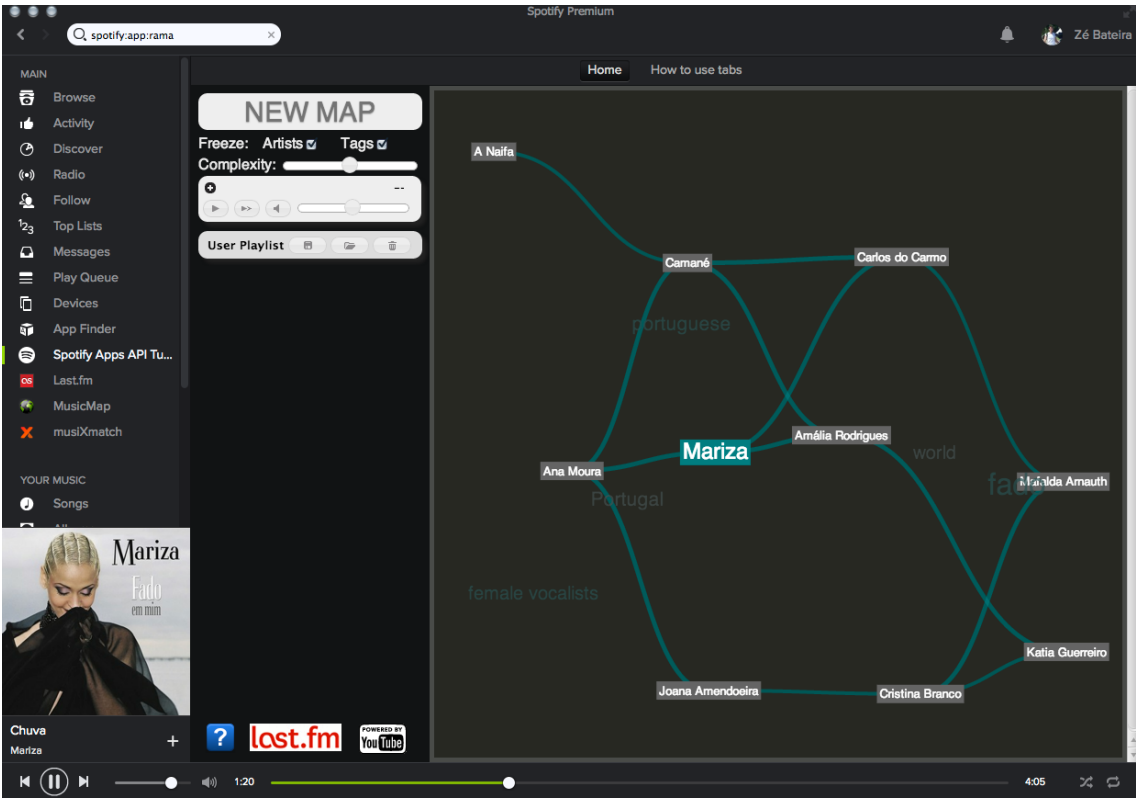 Spotify Premium
spotify:app:rama
Zé Bateira
Home
How to use tabs
MAIN
Browse
Activity
Discover
Radio
Follow
Top Lists
Messages
Play Queue
Devices
App Finder
Spotify Apps API Tu...
Last.fm
MusicMap
musiXmatch
YOUR MUSIC
Songs
Mariza
Fado
em mim
Chuva
Mariza
NEW MAP
Freeze: Artists Tags
Complexity:
--
User Playlist
?
last.fm
POWERED BY
YouTube
A Naifa
Camané
Carlos do Carmo
portuguese
Amália Rodrigues
Mariza
world
Ana Moura
fado
Mafalda Arnauth
Portugal
female vocalists
Katia Guerreiro
Joana Amendoeira
Cristina Branco
1:20
4:05